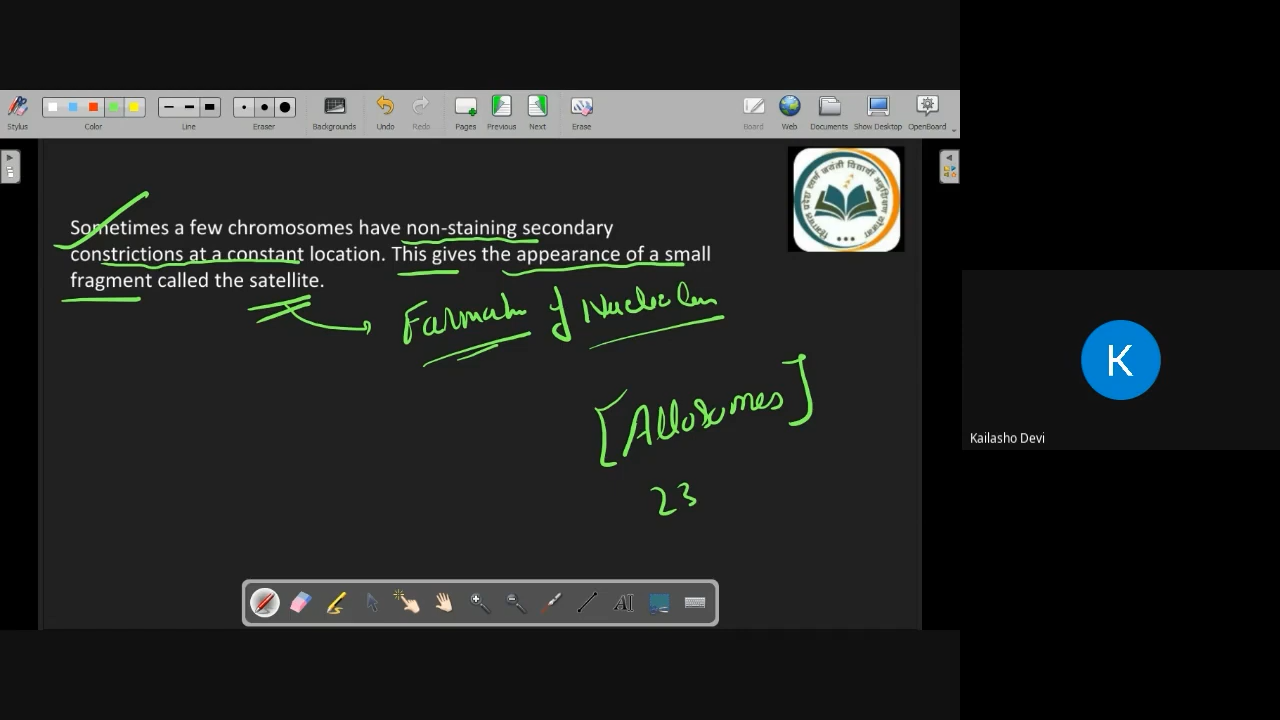 Stylus
Color
Line
Eraser
Backgrounds
Undo
Redo
Pages
Previous
Next
Erase
Board
Web
Documents
Show Desktop
OpenBoard
Sometimes a few chromosomes have non-staining secondary
constrictions at a constant location. This gives the appearance of a small
fragment called the satellite.
of
[Allosomes]
23
K
Kailasho Devi